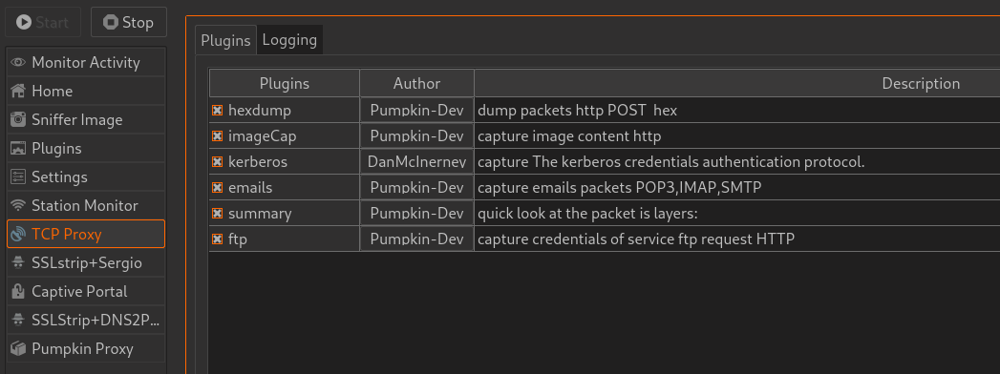 Start
Stop
Monitor Activity
Home
Sniffer Image
Plugins
Settings
Station Monitor
TCP Proxy
SSLstrip+Sergio
Captive Portal
SSLStrip+DNS2P...
Pumpkin Proxy
Plugins Logging
Plugins Author Description
hexdump Pumpkin-Dev dump packets http POST hex
imageCap Pumpkin-Dev capture image content http
kerberos DanMcInerney capture The kerberos credentials authentication protocol.
emails Pumpkin-Dev capture emails packets POP3,IMAP,SMTP
summary Pumpkin-Dev quick look at the packet is layers:
ftp Pumpkin-Dev capture credentials of service ftp request HTTP